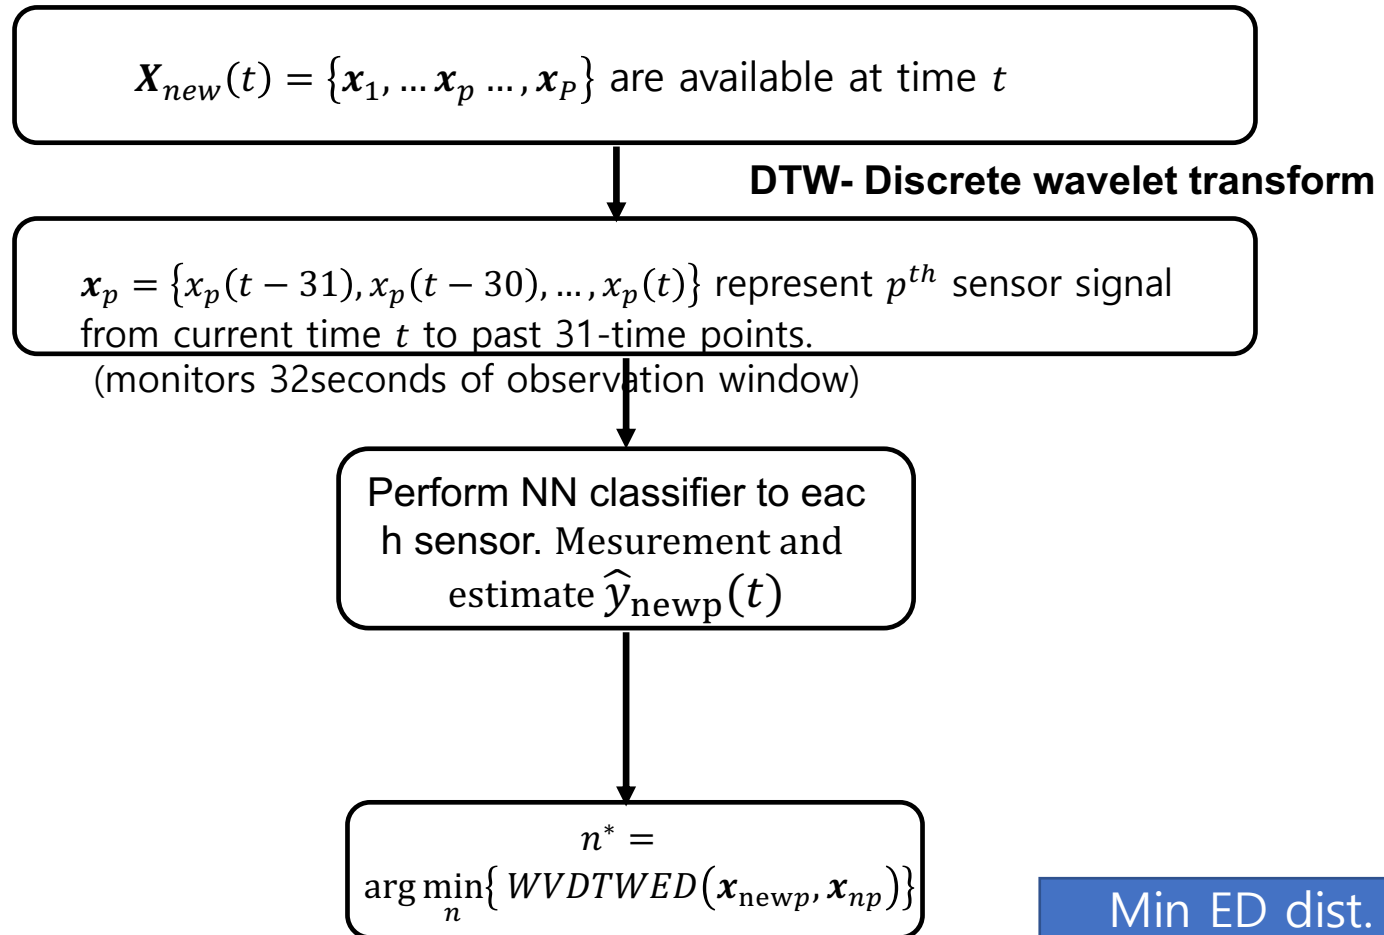 𝑿_new(t) = {𝒙_1, … 𝒙_p …, 𝒙_P} are available at time t
DTW- Discrete wavelet transform
𝒙_p = {x_p(t − 31), x_p(t − 30), …, x_p(t)} represent p^th sensor signal
from current time t to past 31-time points.
(monitors 32seconds of observation window)
Perform NN classifier to eac
h sensor. Mesurement and
estimate ŷ_newp(t)
n* =
arg min_n{ WVDTWED(𝒙_newp, 𝒙_np)}
Min ED dist.